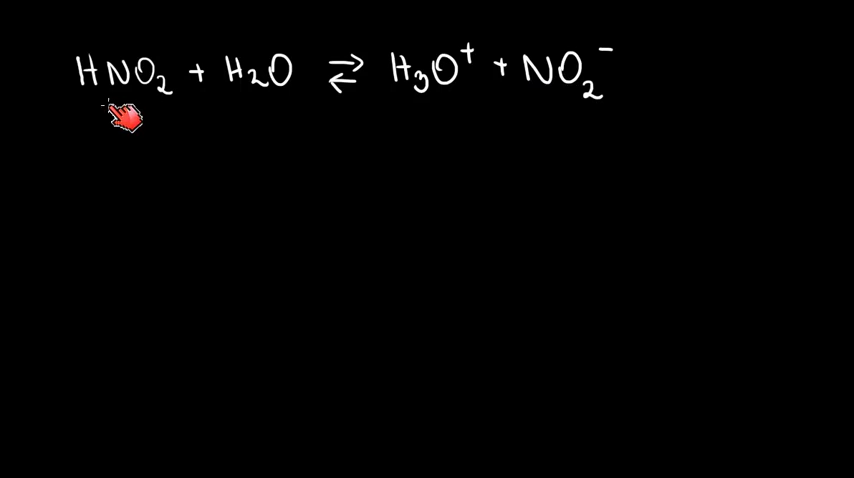 HNO₂ + H₂O ⇄ H₃O⁺ + NO₂⁻